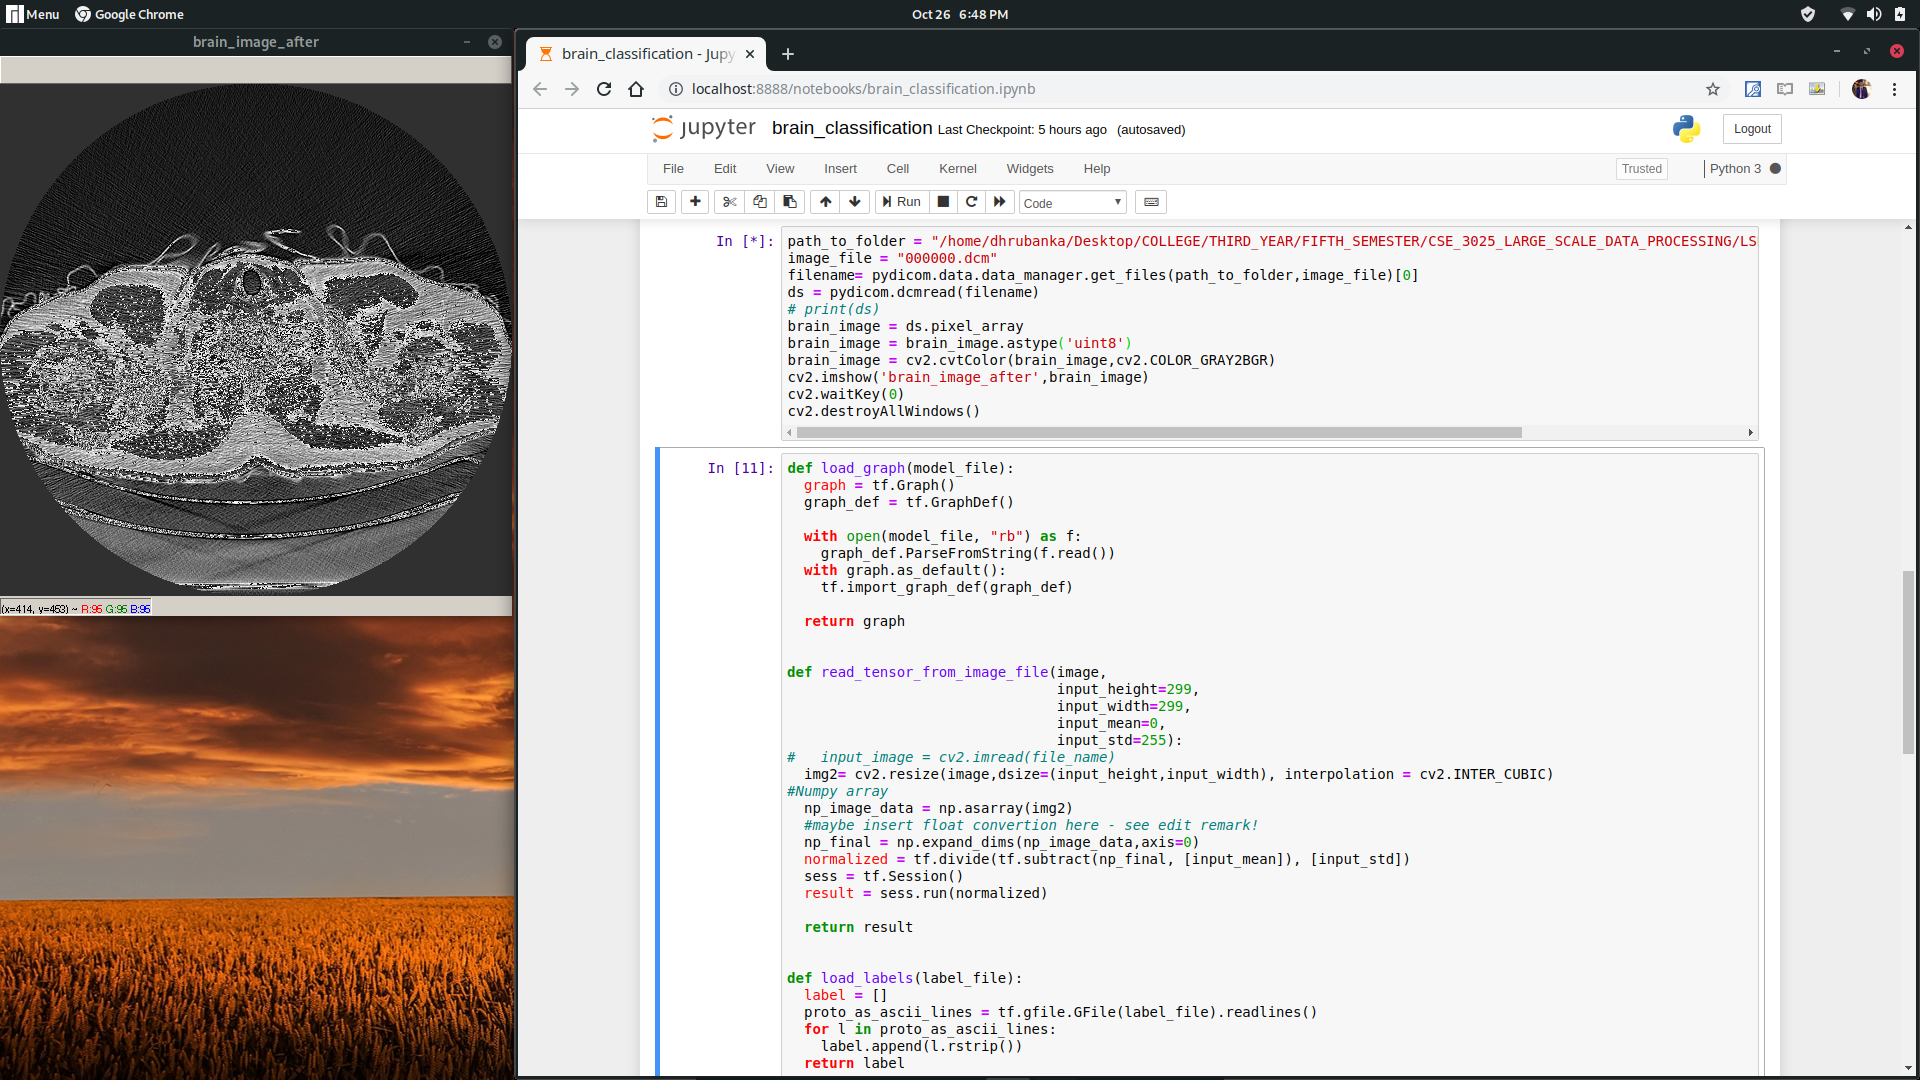 Menu Google Chrome Oct 26 6:48 PM
brain_image_after
(x=414, y=453) ~ R:95 G:95 B:95
brain_classification - Jupy
localhost:8888/notebooks/brain_classification.ipynb
jupyter brain_classification Last Checkpoint: 5 hours ago (autosaved) Logout
File Edit View Insert Cell Kernel Widgets Help Trusted Python 3
Run Code
In [*]: path_to_folder = "/home/dhrubanka/Desktop/COLLEGE/THIRD_YEAR/FIFTH_SEMESTER/CSE_3025_LARGE_SCALE_DATA_PROCESSING/LS
image_file = "000000.dcm"
filename= pydicom.data.data_manager.get_files(path_to_folder,image_file)[0]
ds = pydicom.dcmread(filename)
# print(ds)
brain_image = ds.pixel_array
brain_image = brain_image.astype('uint8')
brain_image = cv2.cvtColor(brain_image,cv2.COLOR_GRAY2BGR)
cv2.imshow('brain_image_after',brain_image)
cv2.waitKey(0)
cv2.destroyAllWindows()
In [11]: def load_graph(model_file):
graph = tf.Graph()
graph_def = tf.GraphDef()
with open(model_file, "rb") as f:
graph_def.ParseFromString(f.read())
with graph.as_default():
tf.import_graph_def(graph_def)
return graph
def read_tensor_from_image_file(image,
input_height=299,
input_width=299,
input_mean=0,
input_std=255):
# input_image = cv2.imread(file_name)
img2= cv2.resize(image,dsize=(input_height,input_width), interpolation = cv2.INTER_CUBIC)
#Numpy array
np_image_data = np.asarray(img2)
#maybe insert float convertion here - see edit remark!
np_final = np.expand_dims(np_image_data,axis=0)
normalized = tf.divide(tf.subtract(np_final, [input_mean]), [input_std])
sess = tf.Session()
result = sess.run(normalized)
return result
def load_labels(label_file):
label = []
proto_as_ascii_lines = tf.gfile.GFile(label_file).readlines()
for l in proto_as_ascii_lines:
label.append(l.rstrip())
return label